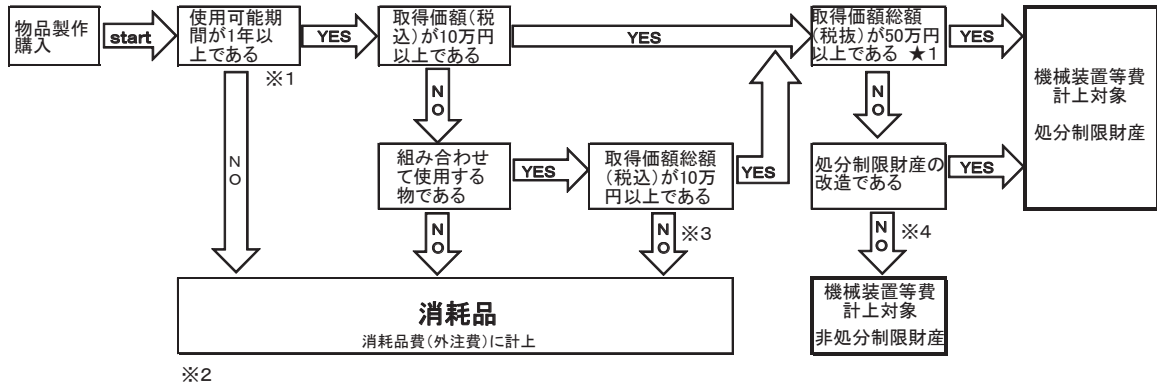 物品製作
購入
start
使用可能期
間が1年以
上である
※1
YES
取得価額(税
込)が10万円
以上である
YES
取得価額総額
(税抜)が50万円
以上である ★1
YES
機械装置等費
計上対象
処分制限財産
NO
NO
NO
組み合わせ
て使用する
物である
YES
取得価額総額
(税込)が10万
円以上である
YES
処分制限財産の
改造である
YES
NO
NO
※3
NO
※4
消耗品
消耗品費(外注費)に計上
機械装置等費
計上対象
非処分制限財産
※2